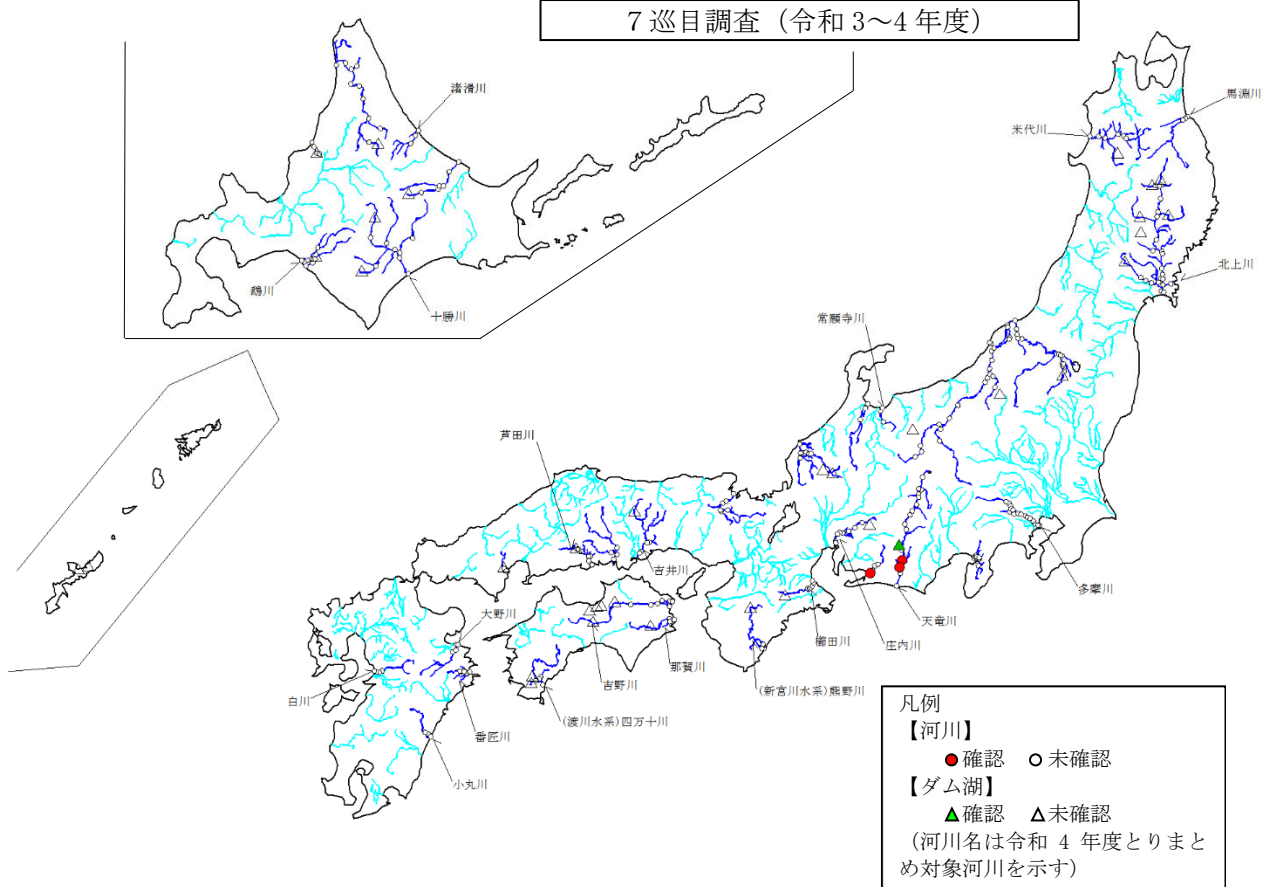 7巡目調査（令和3～4年度）
渚滑川
鵡川
十勝川
馬淵川
米代川
北上川
常願寺川
芦田川
吉井川
多摩川
天竜川
庄内川
櫛田川
(新宮川水系)熊野川
大野川
那賀川
吉野川
(渡川水系)四万十川
白川
番匠川
小丸川
凡例
【河川】
確認 未確認
【ダム湖】
確認 未確認
(河川名は令和 4 年度とりまと
め対象河川を示す)